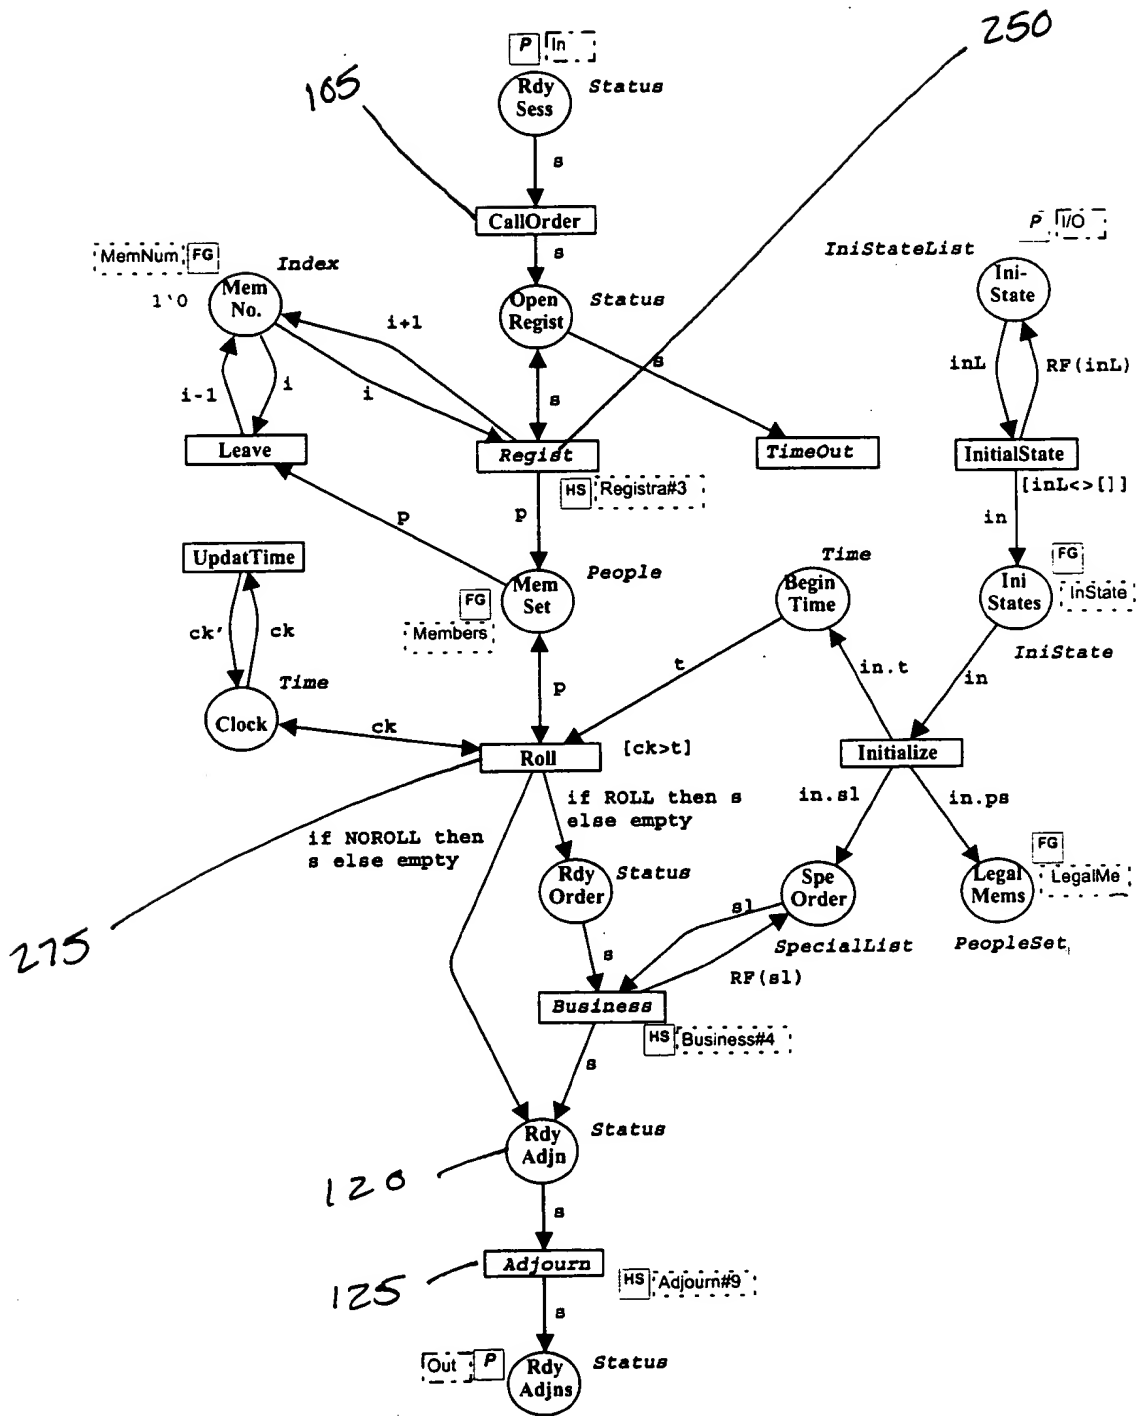 250
P In
Rdy
Sess
Status
105
s
CallOrder
s
P I/O
MemNum FG
Index
IniStateList
Mem
No.
1`0
Open
Regist
Status
Ini-
State
i+1
s
inL
RF(inL)
i-1
i
i
s
Leave
Regist
TimeOut
InitialState
HS Registra#3
[inL<>[]]
p
p
in
UpdatTime
Time
FG
People
Mem
Set
FG
Members
Begin
Time
Ini
States
InState
ck'
ck
IniState
Time
t
in.t
in
p
Clock
ck
Roll
[ck>t]
Initialize
if ROLL then s
else empty
in.sl
in.ps
if NOROLL then
s else empty
FG
LegalMe
Rdy
Order
Status
Spe
Order
Legal
Mems
sl
275
SpecialList
PeopleSet
s
RF(sl)
Business
HS Business#4
s
Rdy
Adjn
Status
120
s
Adjourn
HS Adjourn#9
125
s
Out P
Rdy
Adjns
Status